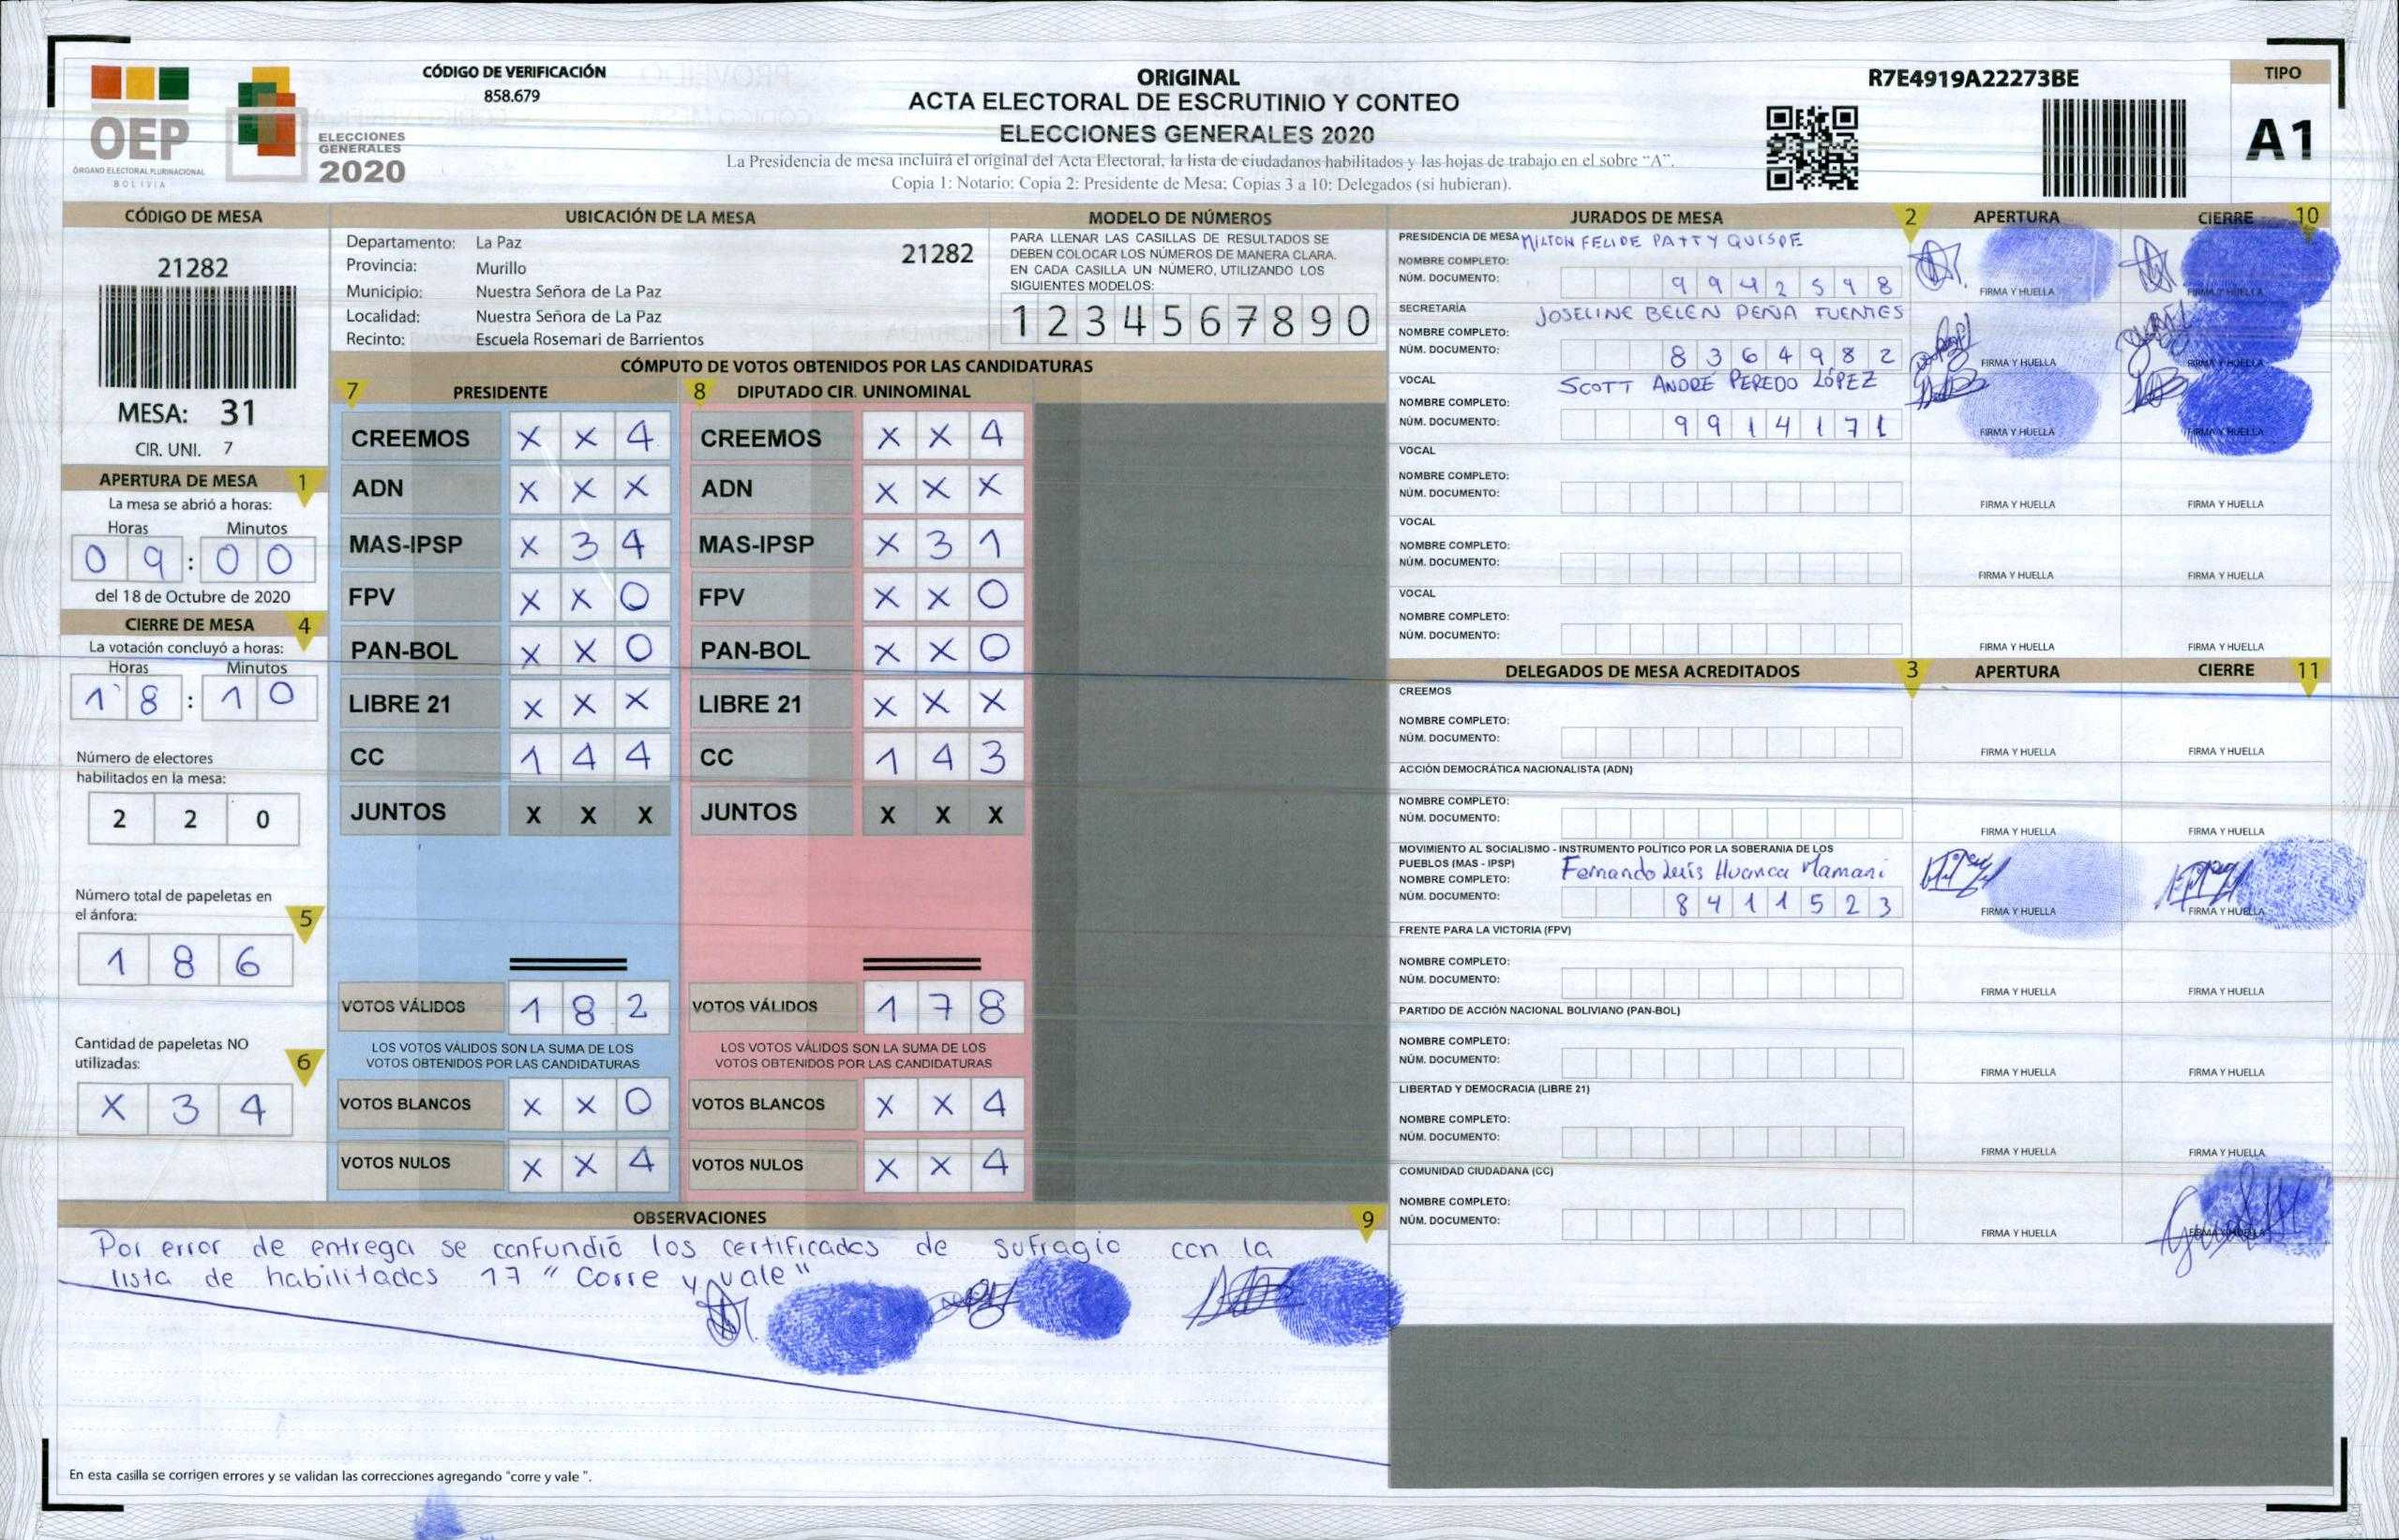 CÓDIGO DE VERIFICACIÓN
858.679
OEP
ÓRGANO ELECTORAL PLURINACIONAL
BOLIVIA
ELECCIONES
GENERALES
2020
ORIGINAL
ACTA ELECTORAL DE ESCRUTINIO Y CONTEO
ELECCIONES GENERALES 2020
La Presidencia de mesa incluirá el original del Acta Electoral, la lista de ciudadanos habilitados y las hojas de trabajo en el sobre "A".
Copia 1: Notario; Copia 2: Presidente de Mesa; Copias 3 a 10: Delegados (si hubieran).
R7E4919A22273BE
TIPO
A1
CÓDIGO DE MESA
21282
MESA: 31
CIR. UNI. 7
APERTURA DE MESA 1
La mesa se abrió a horas:
Horas Minutos
0 9 : 0 0
del 18 de Octubre de 2020
CIERRE DE MESA 4
La votación concluyó a horas:
Horas Minutos
1 8 : 1 0
Número de electores
habilitados en la mesa:
2 2 0
Número total de papeletas en
el ánfora: 5
1 8 6
Cantidad de papeletas NO
utilizadas: 6
X 3 4
UBICACIÓN DE LA MESA
Departamento: La Paz 21282
Provincia: Murillo
Municipio: Nuestra Señora de La Paz
Localidad: Nuestra Señora de La Paz
Recinto: Escuela Rosemari de Barrientos
MODELO DE NÚMEROS
PARA LLENAR LAS CASILLAS DE RESULTADOS SE
DEBEN COLOCAR LOS NÚMEROS DE MANERA CLARA.
EN CADA CASILLA UN NÚMERO, UTILIZANDO LOS
SIGUIENTES MODELOS:
1 2 3 4 5 6 7 8 9 0
CÓMPUTO DE VOTOS OBTENIDOS POR LAS CANDIDATURAS
7 PRESIDENTE 8 DIPUTADO CIR. UNINOMINAL
CREEMOS X X 4 CREEMOS X X 4
ADN X X X ADN X X X
MAS-IPSP X 3 4 MAS-IPSP X 3 1
FPV X X 0 FPV X X 0
PAN-BOL X X 0 PAN-BOL X X 0
LIBRE 21 X X X LIBRE 21 X X X
CC 1 4 4 CC 1 4 3
JUNTOS X X X JUNTOS X X X
VOTOS VÁLIDOS 1 8 2 VOTOS VÁLIDOS 1 7 8
LOS VOTOS VÁLIDOS SON LA SUMA DE LOS LOS VOTOS VÁLIDOS SON LA SUMA DE LOS
VOTOS OBTENIDOS POR LAS CANDIDATURAS VOTOS OBTENIDOS POR LAS CANDIDATURAS
VOTOS BLANCOS X X 0 VOTOS BLANCOS X X 4
VOTOS NULOS X X 4 VOTOS NULOS X X 4
OBSERVACIONES 9
Por error de entrega se confundió los certificados de sufragio con la
lista de habilitados 17 " Corre y vale "
En esta casilla se corrigen errores y se validan las correcciones agregando "corre y vale ".
JURADOS DE MESA 2 APERTURA CIERRE 10
PRESIDENCIA DE MESA MILTON FELIPE PATTY QUISPE
NOMBRE COMPLETO:
NÚM. DOCUMENTO: 9 9 4 2 5 9 8 FIRMA Y HUELLA FIRMA Y HUELLA
SECRETARÍA JOSELINE BELEN PEÑA FUENTES
NOMBRE COMPLETO:
NÚM. DOCUMENTO: 8 3 6 4 9 8 2 FIRMA Y HUELLA FIRMA Y HUELLA
VOCAL SCOTT ANDRÉ PEREDO LÓPEZ
NOMBRE COMPLETO:
NÚM. DOCUMENTO: 9 9 1 4 1 7 1 FIRMA Y HUELLA FIRMA Y HUELLA
VOCAL
NOMBRE COMPLETO:
NÚM. DOCUMENTO: FIRMA Y HUELLA FIRMA Y HUELLA
VOCAL
NOMBRE COMPLETO:
NÚM. DOCUMENTO: FIRMA Y HUELLA FIRMA Y HUELLA
VOCAL
NOMBRE COMPLETO:
NÚM. DOCUMENTO: FIRMA Y HUELLA FIRMA Y HUELLA
DELEGADOS DE MESA ACREDITADOS 3 APERTURA CIERRE 11
CREEMOS
NOMBRE COMPLETO:
NÚM. DOCUMENTO: FIRMA Y HUELLA FIRMA Y HUELLA
ACCIÓN DEMOCRÁTICA NACIONALISTA (ADN)
NOMBRE COMPLETO:
NÚM. DOCUMENTO: FIRMA Y HUELLA FIRMA Y HUELLA
MOVIMIENTO AL SOCIALISMO - INSTRUMENTO POLÍTICO POR LA SOBERANIA DE LOS
PUEBLOS (MAS - IPSP)
NOMBRE COMPLETO: Fernando Luis Huanca Mamani
NÚM. DOCUMENTO: 8 4 1 1 5 2 3 FIRMA Y HUELLA FIRMA Y HUELLA
FRENTE PARA LA VICTORIA (FPV)
NOMBRE COMPLETO:
NÚM. DOCUMENTO: FIRMA Y HUELLA FIRMA Y HUELLA
PARTIDO DE ACCIÓN NACIONAL BOLIVIANO (PAN-BOL)
NOMBRE COMPLETO:
NÚM. DOCUMENTO: FIRMA Y HUELLA FIRMA Y HUELLA
LIBERTAD Y DEMOCRACIA (LIBRE 21)
NOMBRE COMPLETO:
NÚM. DOCUMENTO: FIRMA Y HUELLA FIRMA Y HUELLA
COMUNIDAD CIUDADANA (CC)
NOMBRE COMPLETO:
NÚM. DOCUMENTO: FIRMA Y HUELLA FIRMA Y HUELLA